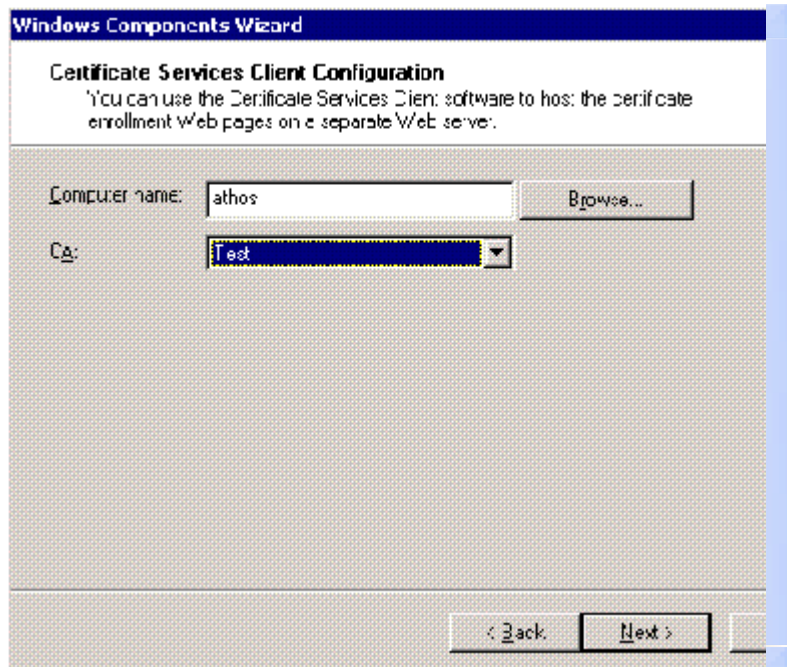 Windows Components Wizard
Certificate Services Client Configuration
You can use the Certificate Services Client software to host the certificate
enrollment Web pages on a separate Web server.
Computer name: athos Browse...
CA: Test
< Back Next >